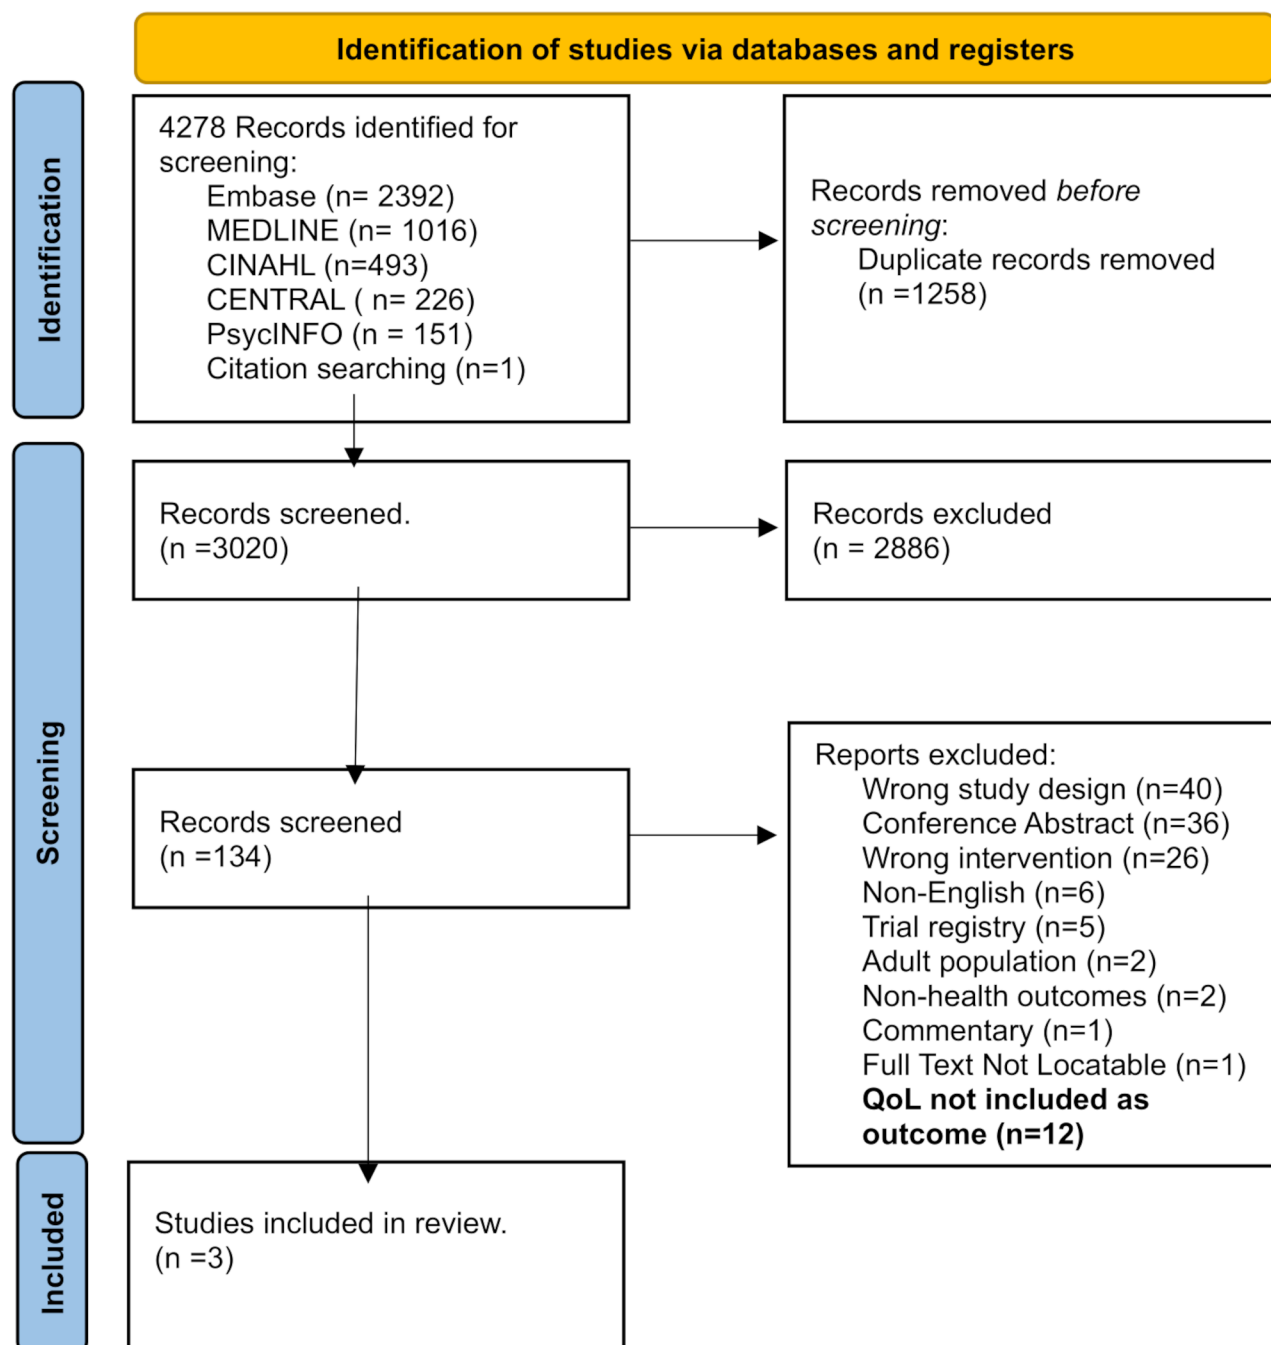 Identification of studies via databases and registers
Identification
4278 Records identified for
screening:
Embase (n= 2392)
MEDLINE (n= 1016)
CINAHL (n=493)
CENTRAL ( n= 226)
PsycINFO (n = 151)
Citation searching (n=1)
Records removed before
screening:
Duplicate records removed
(n =1258)
Screening
Records screened.
(n =3020)
Records excluded
(n = 2886)
Records screened
(n =134)
Reports excluded:
Wrong study design (n=40)
Conference Abstract (n=36)
Wrong intervention (n=26)
Non-English (n=6)
Trial registry (n=5)
Adult population (n=2)
Non-health outcomes (n=2)
Commentary (n=1)
Full Text Not Locatable (n=1)
QoL not included as
outcome (n=12)
Included
Studies included in review.
(n =3)